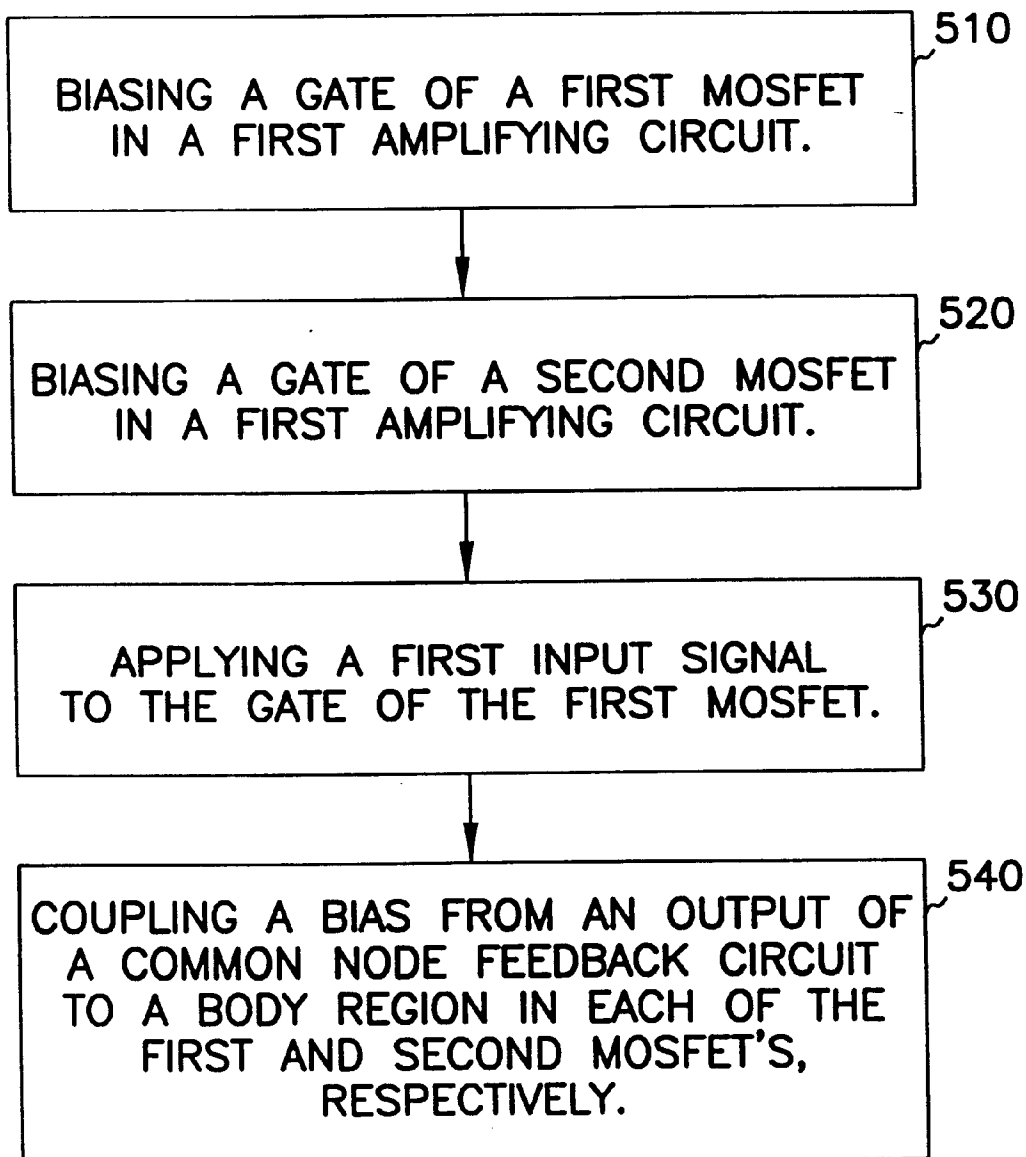 510
BIASING A GATE OF A FIRST MOSFET
IN A FIRST AMPLIFYING CIRCUIT.
520
BIASING A GATE OF A SECOND MOSFET
IN A FIRST AMPLIFYING CIRCUIT.
530
APPLYING A FIRST INPUT SIGNAL
TO THE GATE OF THE FIRST MOSFET.
540
COUPLING A BIAS FROM AN OUTPUT OF
A COMMON NODE FEEDBACK CIRCUIT
TO A BODY REGION IN EACH OF THE
FIRST AND SECOND MOSFET'S,
RESPECTIVELY.